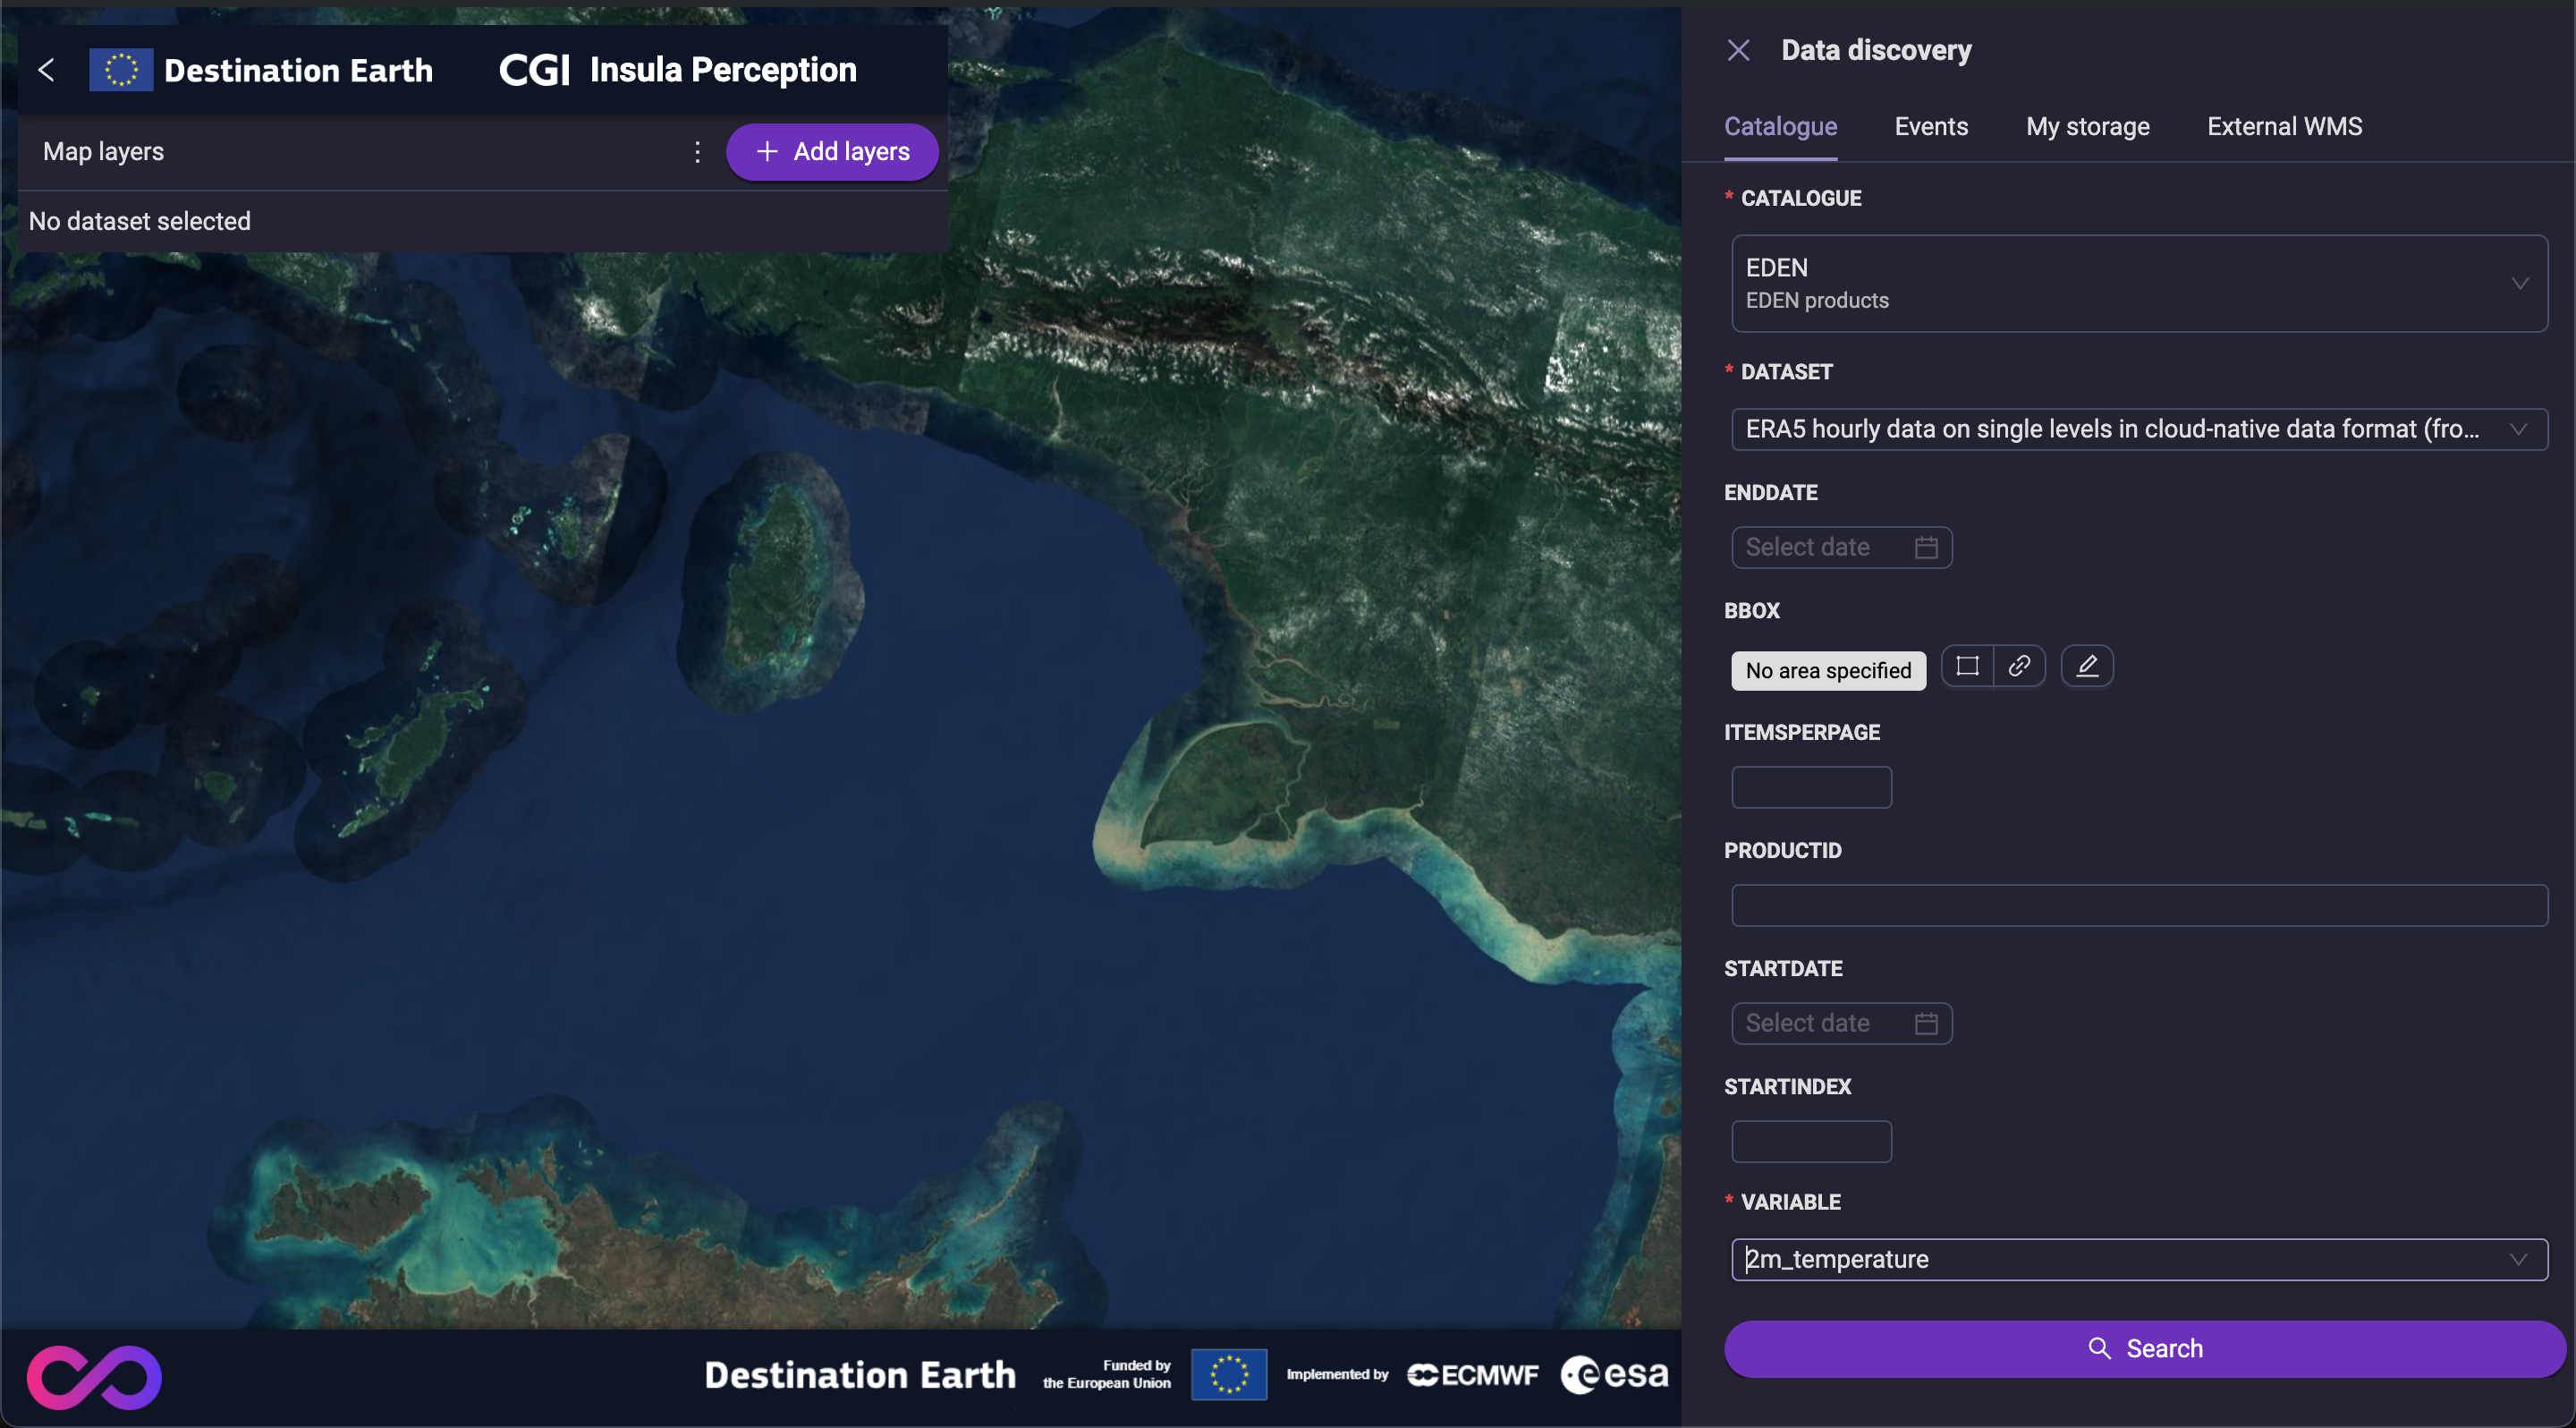 Destination Earth CGI Insula Perception
Map layers
Add layers
No dataset selected
Data discovery
Catalogue Events My storage External WMS
* CATALOGUE
EDEN
EDEN products
* DATASET
ERA5 hourly data on single levels in cloud-native data format (fro...
ENDDATE
Select date
BBOX
No area specified
ITEMSPERPAGE
PRODUCTID
STARTDATE
Select date
STARTINDEX
* VARIABLE
2m_temperature
Search
Destination Earth
Funded by
the European Union
Implemented by
ECMWF
esa